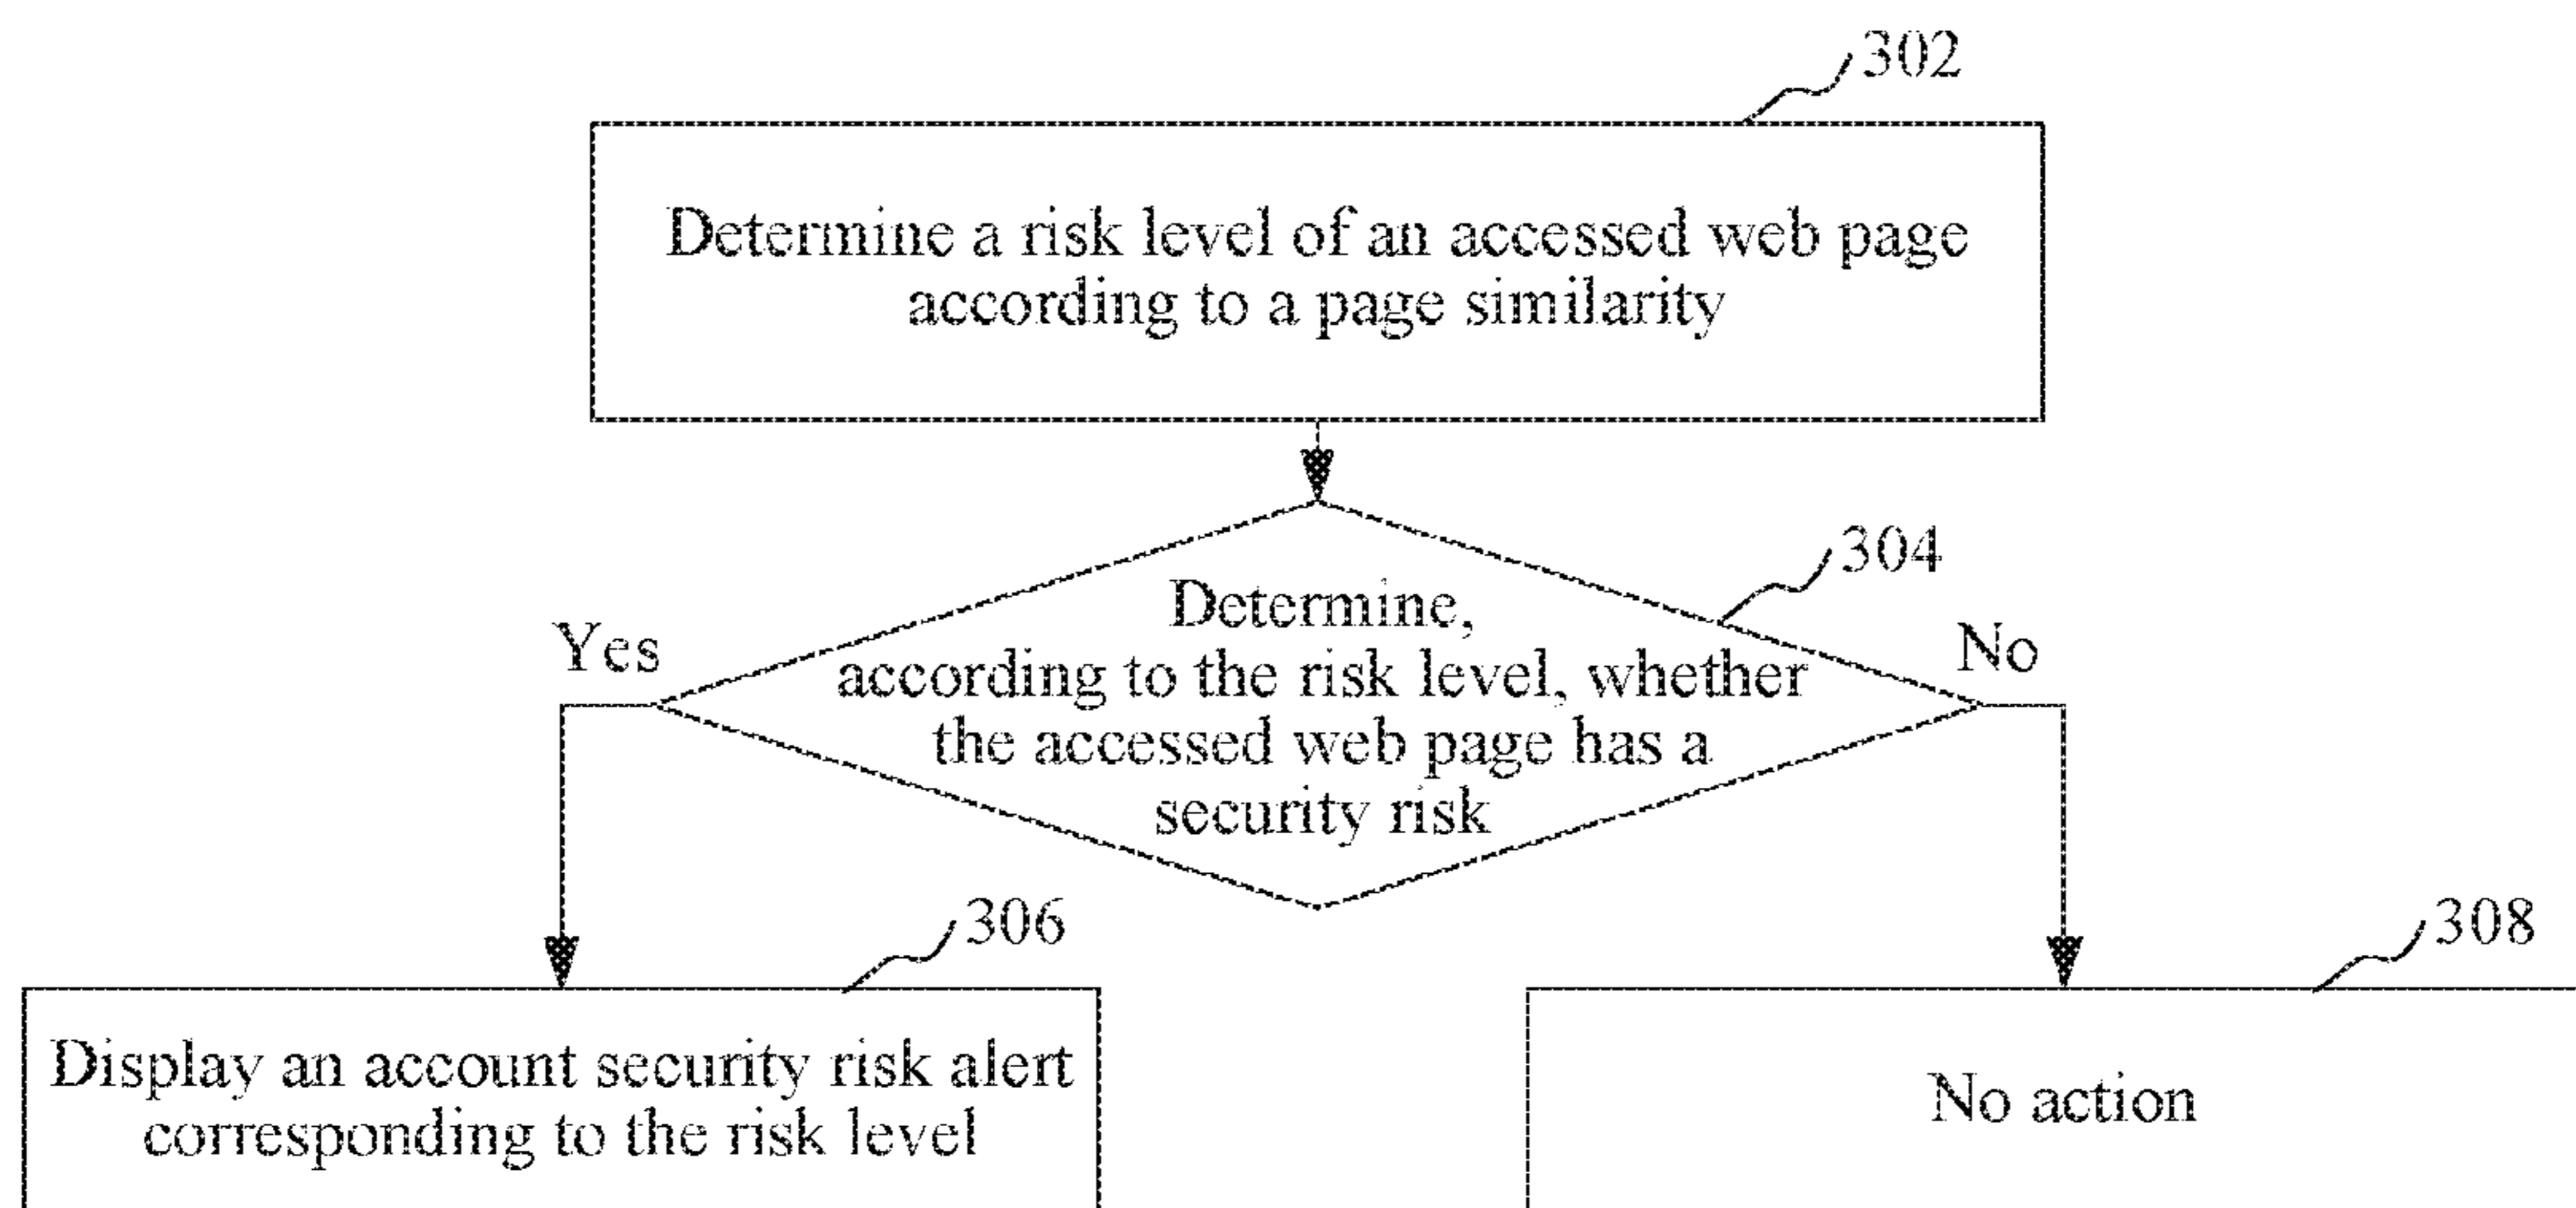 302
Determine a risk level of an accessed web page
according to a page similarity
304
Determine,
according to the risk level, whether
the accessed web page has a
security risk
Yes
No
306
Display an account security risk alert
corresponding to the risk level
308
No action